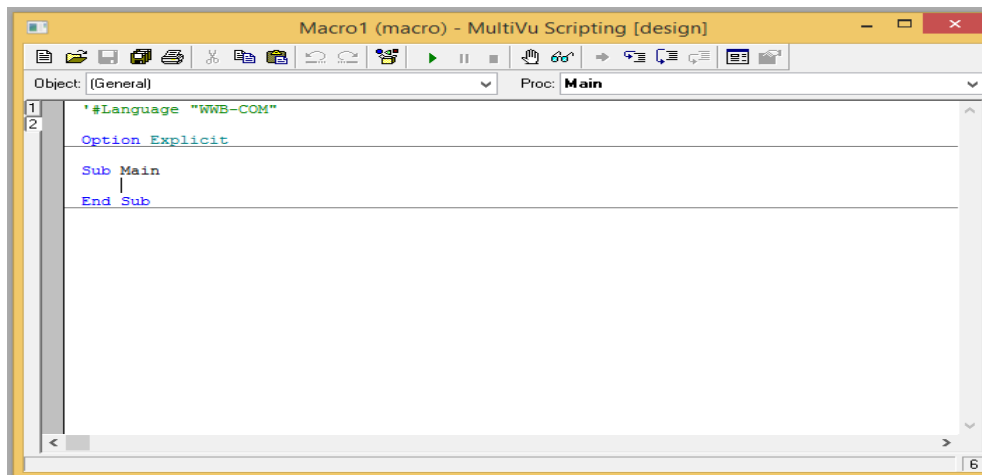 Macro1 (macro) - MultiVu Scripting [design]
Object: (General) Proc: Main
1
2
'#Language "WWB-COM"
Option Explicit
Sub Main
End Sub
6